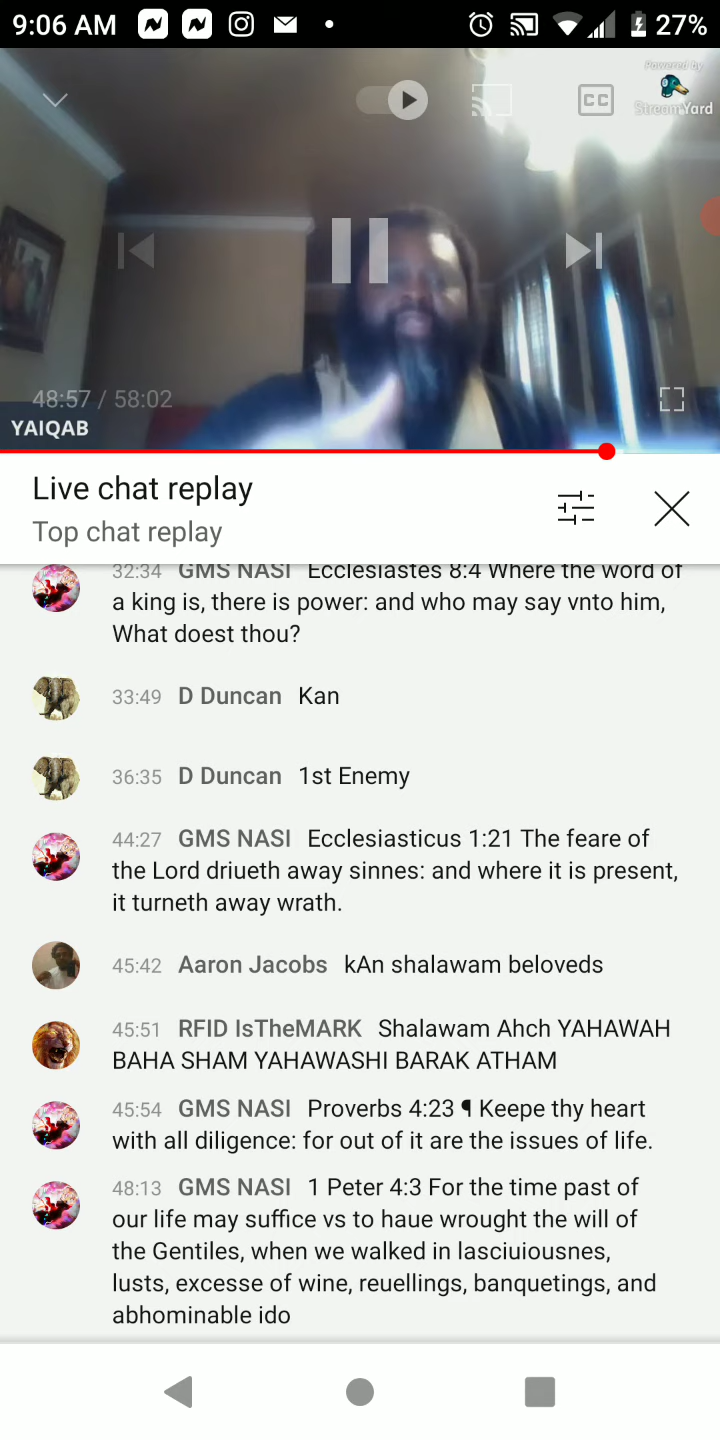 9:06 AM
27%
Powered by
StreamYard
CC
48:57 / 58:02
YAIQAB
Live chat replay
Top chat replay
32:34 GMS NASI Ecclesiastes 8:4 Where the word of
a king is, there is power: and who may say vnto him,
What doest thou?
33:49 D Duncan Kan
36:35 D Duncan 1st Enemy
44:27 GMS NASI Ecclesiasticus 1:21 The feare of
the Lord driueth away sinnes: and where it is present,
it turneth away wrath.
45:42 Aaron Jacobs kAn shalawam beloveds
45:51 RFID IsTheMARK Shalawam Ahch YAHAWAH
BAHA SHAM YAHAWASHI BARAK ATHAM
45:54 GMS NASI Proverbs 4:23 ¶ Keepe thy heart
with all diligence: for out of it are the issues of life.
48:13 GMS NASI 1 Peter 4:3 For the time past of
our life may suffice vs to haue wrought the will of
the Gentiles, when we walked in lasciuiousnes,
lusts, excesse of wine, reuellings, banquetings, and
abhominable ido